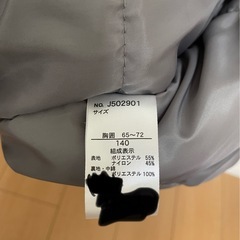 NO. J502901
サイズ
胸囲 65～72
140
組成表示
表地 ポリエステル 55%
ナイロン 45%
裏地・中綿
ポリエステル 100%